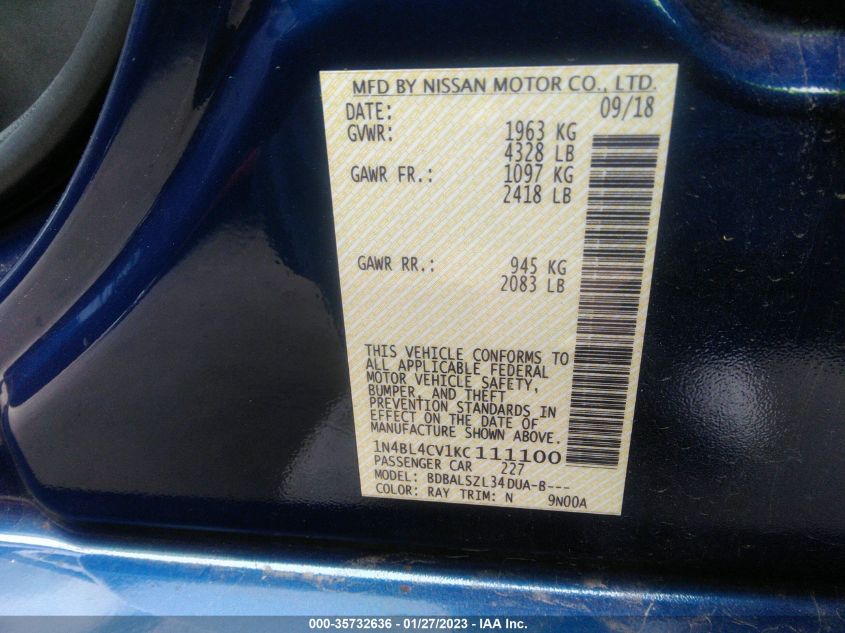 MFD BY NISSAN MOTOR CO., LTD.
DATE: 09/18
GVWR: 1963 KG
4328 LB
GAWR FR.: 1097 KG
2418 LB
GAWR RR.: 945 KG
2083 LB
THIS VEHICLE CONFORMS TO
ALL APPLICABLE FEDERAL
MOTOR VEHICLE SAFETY,
BUMPER, AND THEFT
PREVENTION STANDARDS IN
EFFECT ON THE DATE OF
MANUFACTURE SHOWN ABOVE.
1N4BL4CV1KC111100
PASSENGER CAR 227
MODEL: BDBALSZL34DUA-B---
COLOR: RAY TRIM: N 9N00A
000-35732636 - 01/27/2023 - IAA Inc.